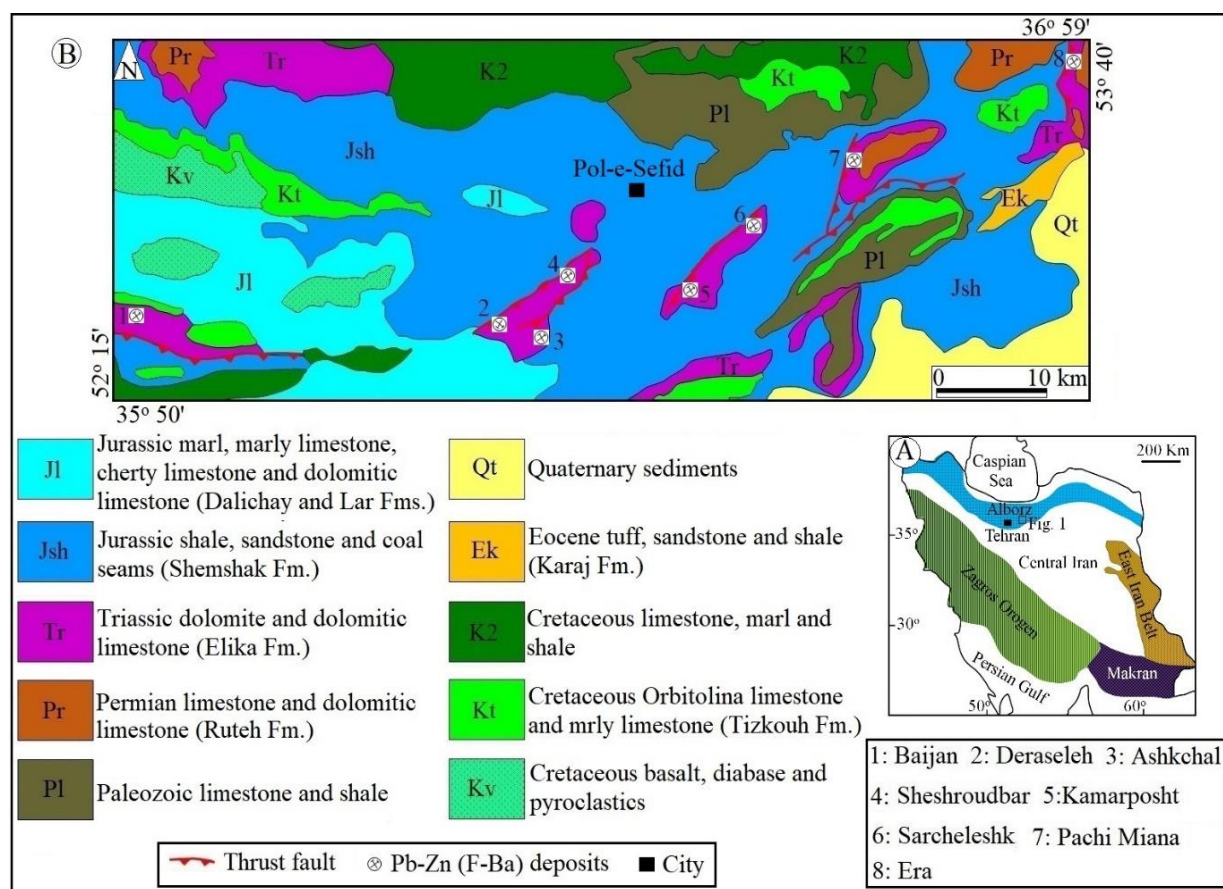 B
36° 59'
N
Pr
Tr
K2
K2
Pr
8
53° 40'
Kt
Pl
Kt
Jsh
7
Tr
Kv
Pol-e-Sefid
Kt
Jl
Ek
6
Qt
4
Pl
Jl
5
Jsh
1
2
3
Tr
0 10 km
52° 15'
35° 50'
Jl
Jurassic marl, marly limestone,
cherty limestone and dolomitic
limestone (Dalichay and Lar Fms.)
Jsh
Jurassic shale, sandstone and coal
seams (Shemshak Fm.)
Tr
Triassic dolomite and dolomitic
limestone (Elika Fm.)
Pr
Permian limestone and dolomitic
limestone (Ruteh Fm.)
Pl
Paleozoic limestone and shale
Qt
Quaternary sediments
Ek
Eocene tuff, sandstone and shale
(Karaj Fm.)
K2
Cretaceous limestone, marl and
shale
Kt
Cretaceous Orbitolina limestone
and mrly limestone (Tizkouh Fm.)
Kv
Cretaceous basalt, diabase and
pyroclastics
Thrust fault Pb-Zn (F-Ba) deposits City
A
200 Km
Caspian
Sea
Alborz
Fig. 1
Tehran
35°
Central Iran
East Iran Belt
Zagros Orogen
30°
Makran
Persian Gulf
50°
60°
1: Baijan 2: Deraseleh 3: Ashkchal
4: Sheshroudbar 5:Kamarposht
6: Sarcheleshk 7: Pachi Miana
8: Era